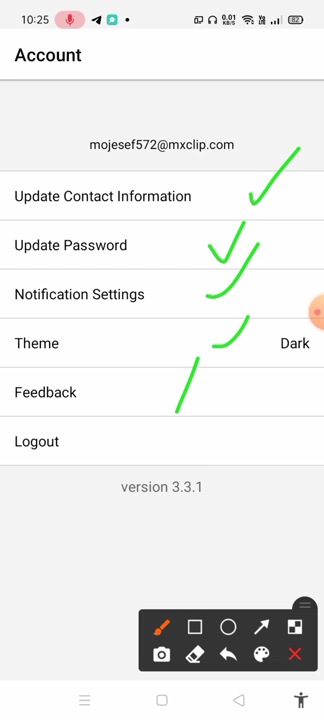 10:25
0.01
KB/S
82
Account
mojesef572@mxclip.com
Update Contact Information
Update Password
Notification Settings
Theme Dark
Feedback
Logout
version 3.3.1